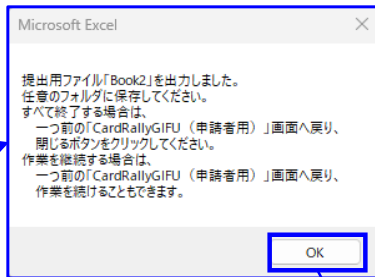 Microsoft Excel
提出用ファイル「Book2」を出力しました。
任意のフォルダに保存してください。
すべて終了する場合は、
一つ前の「CardRallyGIFU（申請者用）」画面へ戻り、
閉じるボタンをクリックしてください。
作業を継続する場合は、
一つ前の「CardRallyGIFU（申請者用）」画面へ戻り、
作業を続けることもできます。
OK